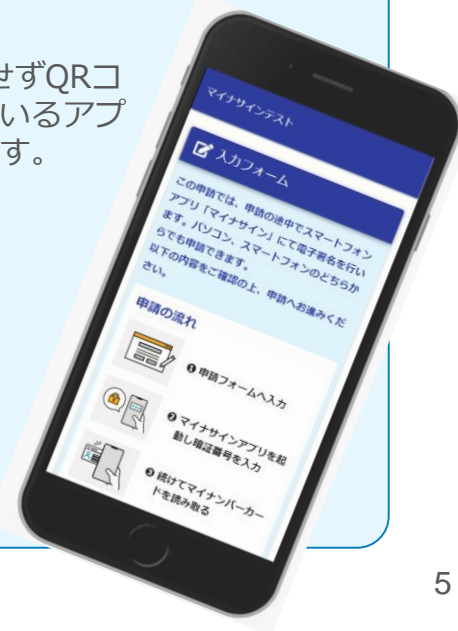 せずQRコ
いるアプ
す。
マイナサインテスト
入力フォーム
この申請では、申請の途中でスマートフォン
アプリ「マイナサイン」にて電子署名を行い
ます。パソコン、スマートフォンのどちらか
らでも申請できます。
以下の内容をご確認の上、申請へお進みくだ
さい。
申請の流れ
❶ 申請フォームへ入力
❷ マイナサインアプリを起
動し暗証番号を入力
❸ 続けてマイナンバーカー
ドを読み取る
5